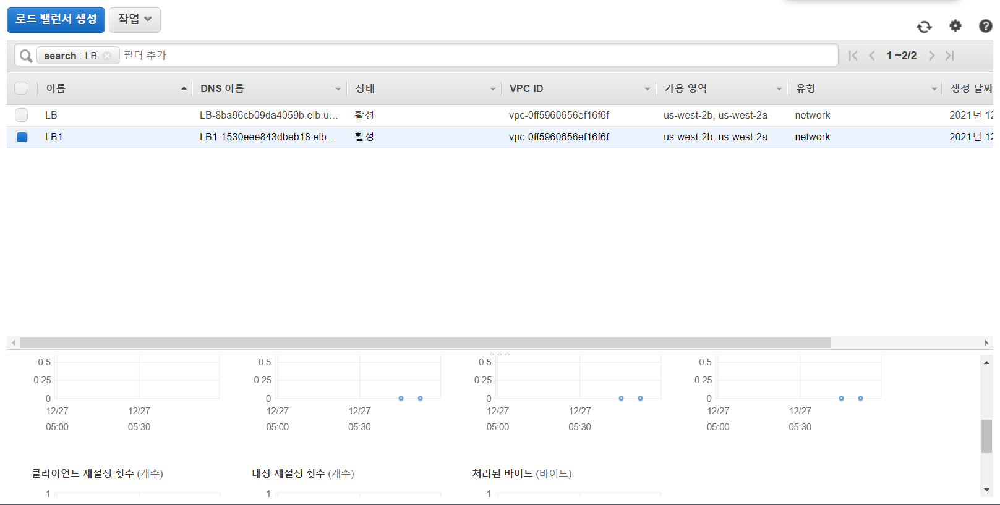 로드 밸런서 생성 작업
search : LB 필터 추가 1 ~2/2
이름 DNS 이름 상태 VPC ID 가용 영역 유형 생성 날짜
LB LB-8ba96cb09da4059b.elb.u... 활성 vpc-0ff5960656ef16f6f us-west-2b, us-west-2a network 2021년 12
LB1 LB1-1530eee843dbeb18.elb... 활성 vpc-0ff5960656ef16f6f us-west-2b, us-west-2a network 2021년 12
0.5 0.5 0.5 0.5
0.25 0.25 0.25 0.25
0 0 0 0
12/27 12/27 12/27 12/27 12/27 12/27 12/27 12/27
05:00 05:30 05:00 05:30 05:00 05:30 05:00 05:30
클라이언트 재설정 횟수 (개수) 대상 재설정 횟수 (개수) 처리된 바이트 (바이트)
1 1 1